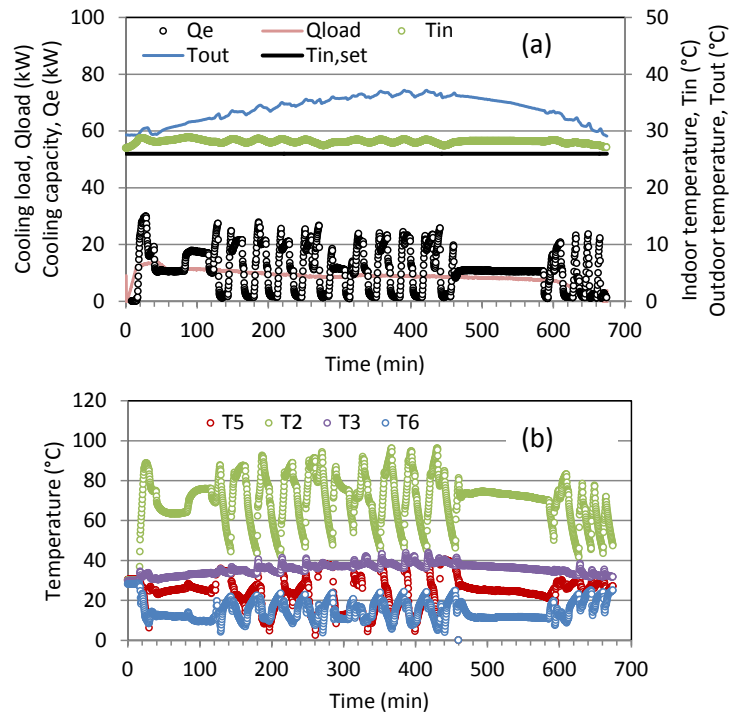 Qe Qload Tin
Tout Tin,set
(a)
100
80
60
40
20
0
50
40
30
20
10
0
0 100 200 300 400 500 600 700
Time (min)
Cooling load, Qload (kW)
Cooling capacity, Qe (kW)
Indoor temperature, Tin (°C)
Outdoor temperature, Tout (°C)
T5 T2 T3 T6
(b)
120
100
80
60
40
20
0
0 100 200 300 400 500 600 700
Time (min)
Temperature (°C)